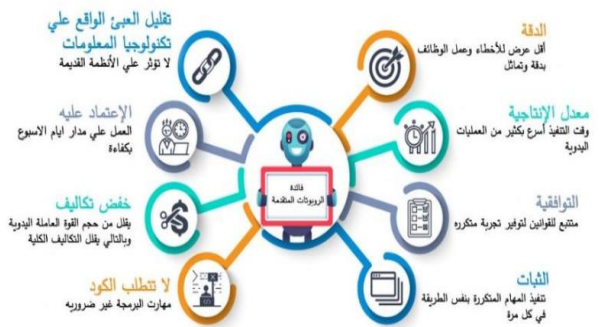 الدقة
أقل عرض للأخطاء وعمل الوظائف
بدقة وتماثل
معدل الإنتاجية
وقت التنفيذ أسرع بكثير من العمليات
اليدوية
التوافقية
متتبع للقوانين لتوفير تجربة متكرره
الثبات
تنفيذ المهام المتكررة بنفس الطريقة
في كل مرة
فائدة
الروبوتات المتقدمة
تقليل العبئ الواقع علي
تكنولوجيا المعلومات
لا تؤثر علي الأنظمة القديمة
الإعتماد عليه
العمل علي مدار ايام الاسبوع
بكفاءة
خفض تكاليف
يقلل من حجم القوة العاملة اليدوية
وبالتالي يقلل التكاليف الكلية
لا تتطلب الكود
مهارت البرمجة غير ضروريه